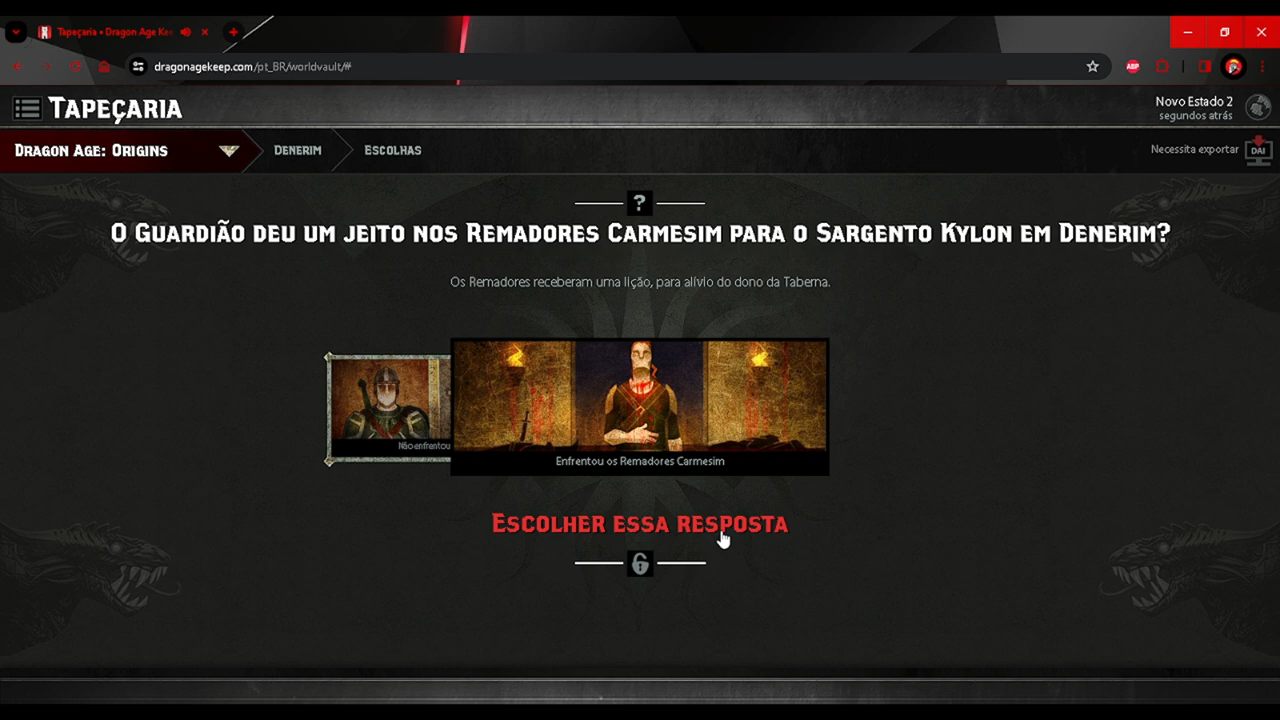 Tapeçaria • Dragon Age Kee
dragonagekeep.com/pt_BR/worldvault/#
ABP
TAPEÇARIA
Novo Estado 2
segundos atrás
DRAGON AGE: ORIGINS
DENERIM
ESCOLHAS
Necessita exportar
DAI
?
O GUARDIÃO DEU UM JEITO NOS REMADORES CARMESIM PARA O SARGENTO KYLON EM DENERIM?
Os Remadores receberam uma lição, para alívio do dono da Taberna.
Não enfrentou
Enfrentou os Remadores Carmesim
ESCOLHER ESSA RESPOSTA